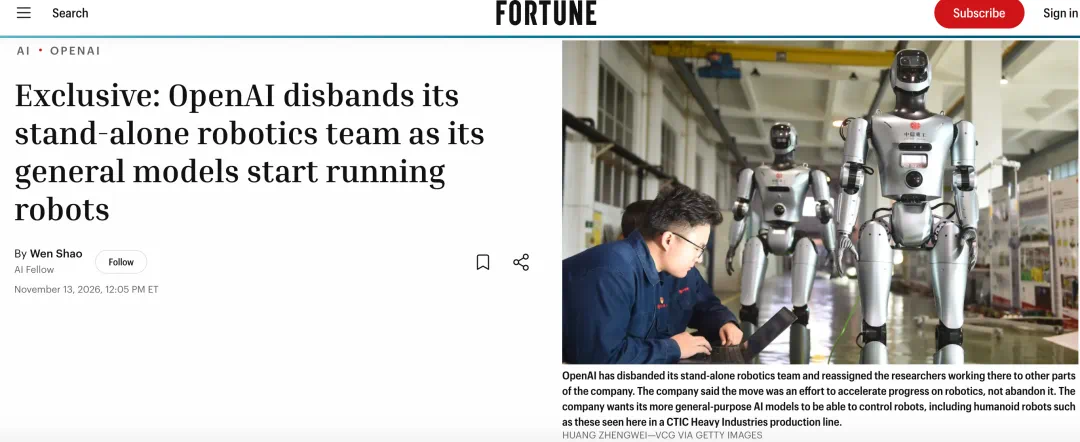 Search
FORTUNE
Subscribe
Sign in
AI • OPENAI
Exclusive: OpenAI disbands its
stand-alone robotics team as its
general models start running
robots
By Wen Shao
Follow
AI Fellow
November 13, 2026, 12:05 PM ET
中国重工
OpenAI has disbanded its stand-alone robotics team and reassigned the researchers working there to other parts
of the company. The company said the move was an effort to accelerate progress on robotics, not abandon it. The
company wants its more general-purpose AI models to be able to control robots, including humanoid robots such
as these seen here in a CTIC Heavy Industries production line.
HUANG ZHENGWEI—VCG VIA GETTY IMAGES